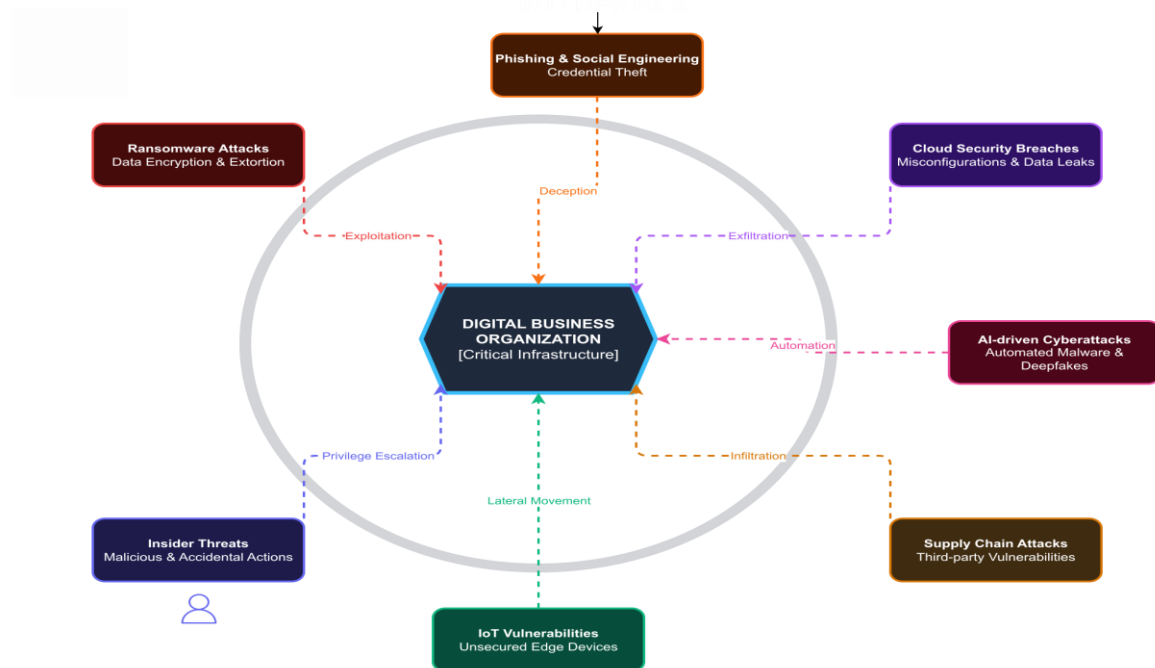 Phishing & Social Engineering
Credential Theft
Ransomware Attacks
Data Encryption & Extortion
Cloud Security Breaches
Misconfigurations & Data Leaks
Deception
Exploitation
Exfiltration
DIGITAL BUSINESS
ORGANIZATION
[Critical Infrastructure]
Automation
AI-driven Cyberattacks
Automated Malware &
Deepfakes
Privilege Escalation
Infiltration
Lateral Movement
Insider Threats
Malicious & Accidental Actions
Supply Chain Attacks
Third-party Vulnerabilities
IoT Vulnerabilities
Unsecured Edge Devices